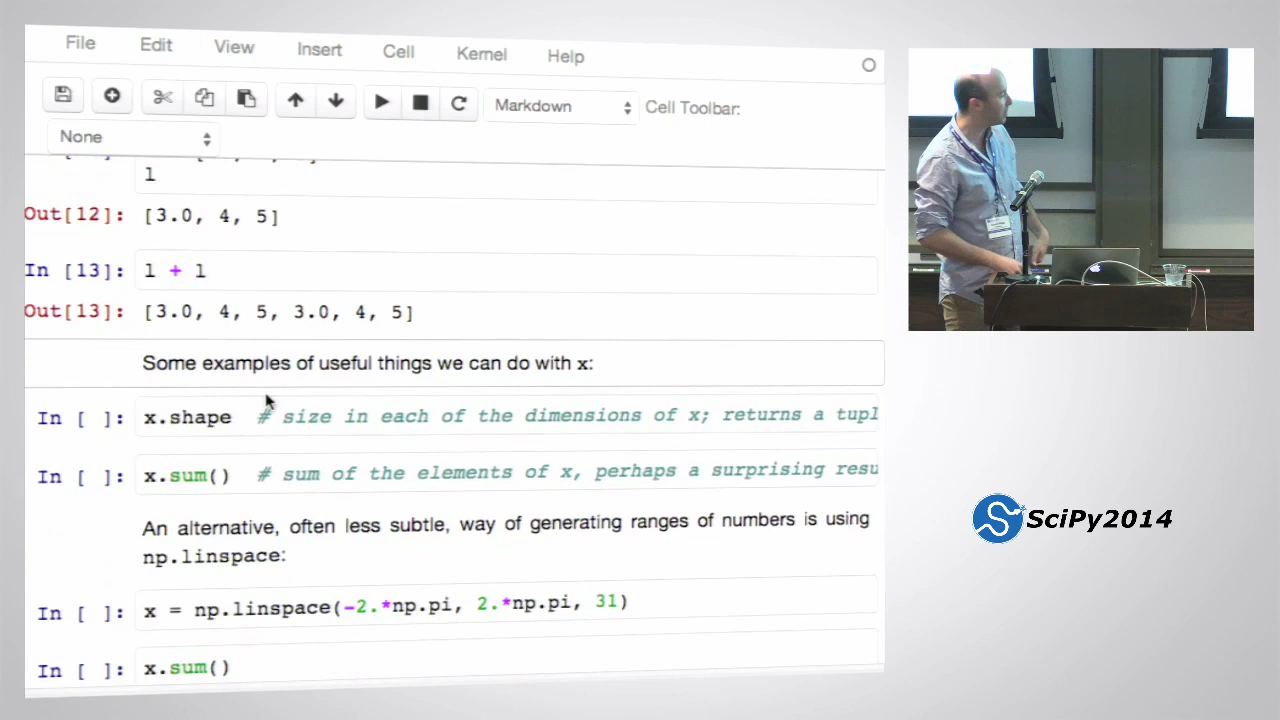 File Edit View Insert Cell Kernel Help
Markdown Cell Toolbar:
None
l
Out[12]: [3.0, 4, 5]
In [13]: l + l
Out[13]: [3.0, 4, 5, 3.0, 4, 5]
Some examples of useful things we can do with x:
In [ ]: x.shape # size in each of the dimensions of x; returns a tupl
In [ ]: x.sum() # sum of the elements of x, perhaps a surprising resu
An alternative, often less subtle, way of generating ranges of numbers is using
np.linspace:
In [ ]: x = np.linspace(-2.*np.pi, 2.*np.pi, 31)
In [ ]: x.sum()
SciPy2014